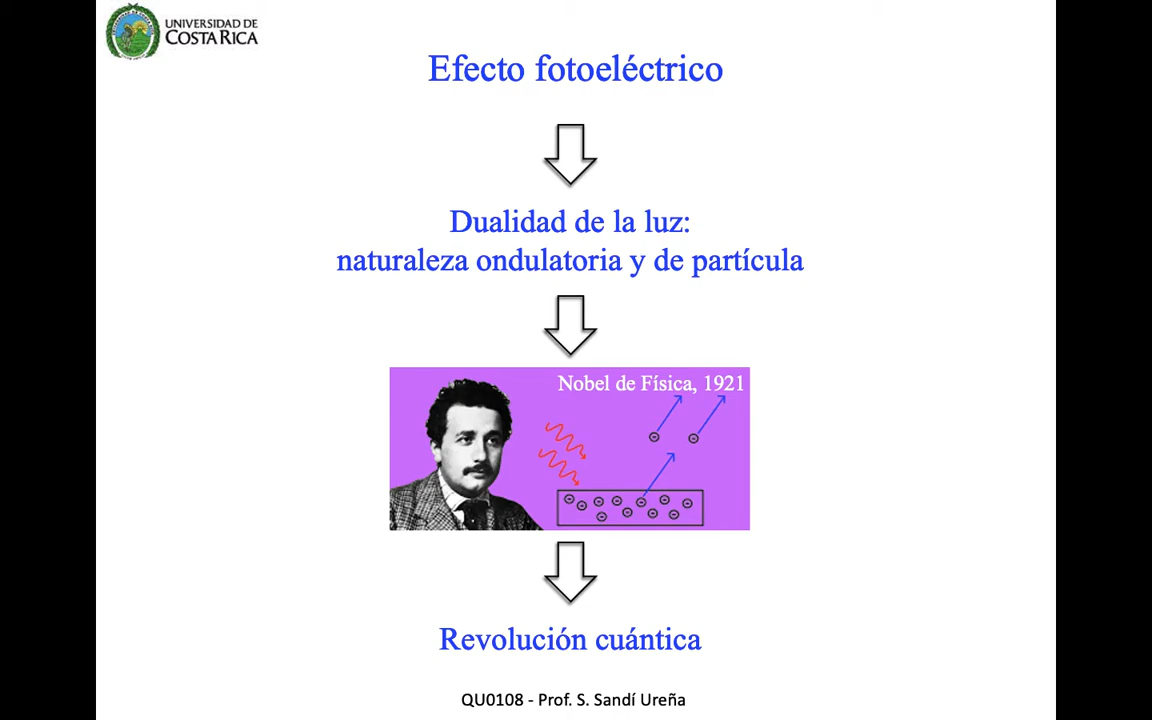 UNIVERSIDAD DE
COSTA RICA
Efecto fotoeléctrico
Dualidad de la luz:
naturaleza ondulatoria y de partícula
Nobel de Física, 1921
Revolución cuántica
QU0108 - Prof. S. Sandí Ureña